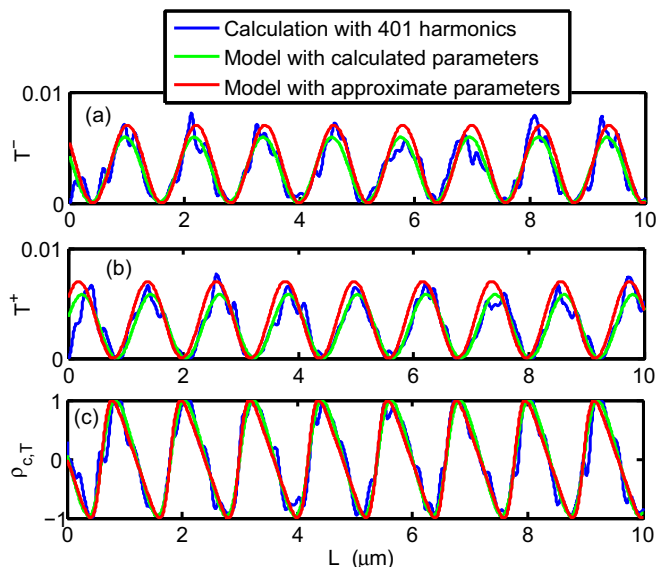 Calculation with 401 harmonics
Model with calculated parameters
Model with approximate parameters
0.01
(a)
T⁻
0
0 2 4 6 8 10
0.01
(b)
T⁺
0
0 2 4 6 8 10
1
(c)
ρc,T
0
−1
0 2 4 6 8 10
L (μm)